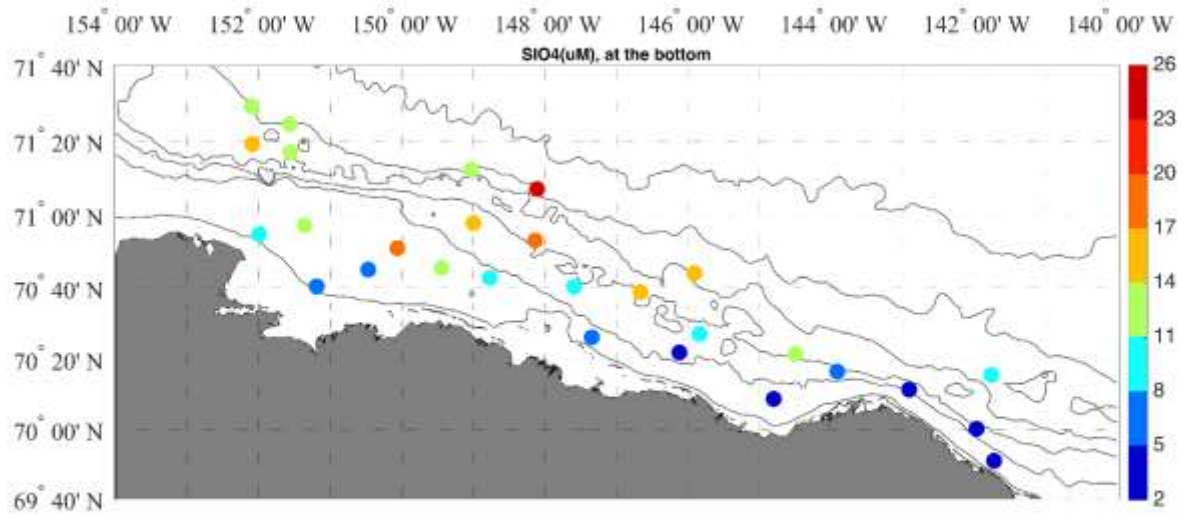 154° 00' W 152° 00' W 150° 00' W 148° 00' W 146° 00' W 144° 00' W 142° 00' W 140° 00' W
SIO4(uM), at the bottom
71° 40' N
71° 20' N
71° 00' N
70° 40' N
70° 20' N
70° 00' N
69° 40' N
26
23
20
17
14
11
8
5
2